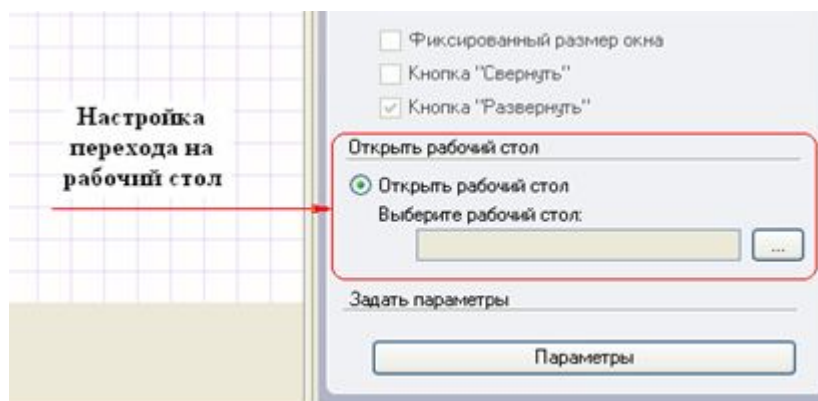 Фиксированный размер окна
Кнопка "Свернуть"
Кнопка "Развернуть"
Настройка
перехода на
рабочий стол
Открыть рабочий стол
Открыть рабочий стол
Выберите рабочий стол:
...
Задать параметры
Параметры